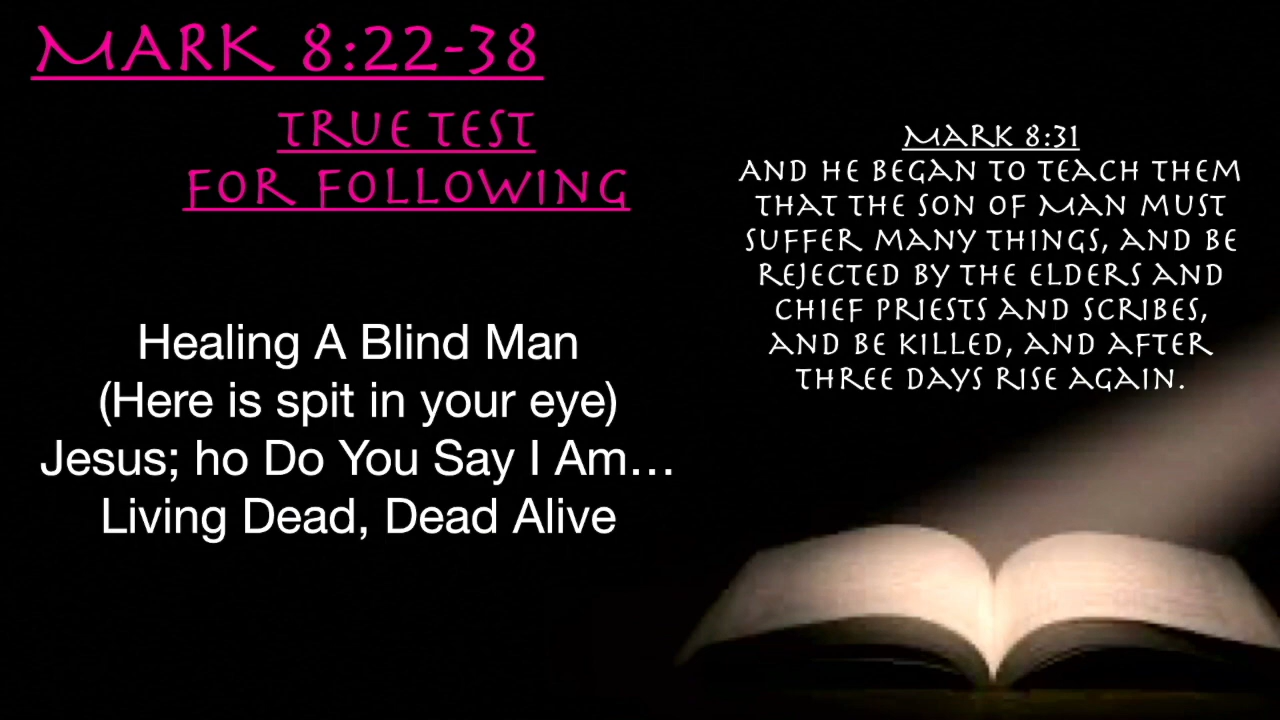 MARK 8:22-38
TRUE TEST
FOR FOLLOWING
Healing A Blind Man
(Here is spit in your eye)
Jesus; ho Do You Say I Am…
Living Dead, Dead Alive
MARK 8:31
AND HE BEGAN TO TEACH THEM
THAT THE SON OF MAN MUST
SUFFER MANY THINGS, AND BE
REJECTED BY THE ELDERS AND
CHIEF PRIESTS AND SCRIBES,
AND BE KILLED, AND AFTER
THREE DAYS RISE AGAIN.